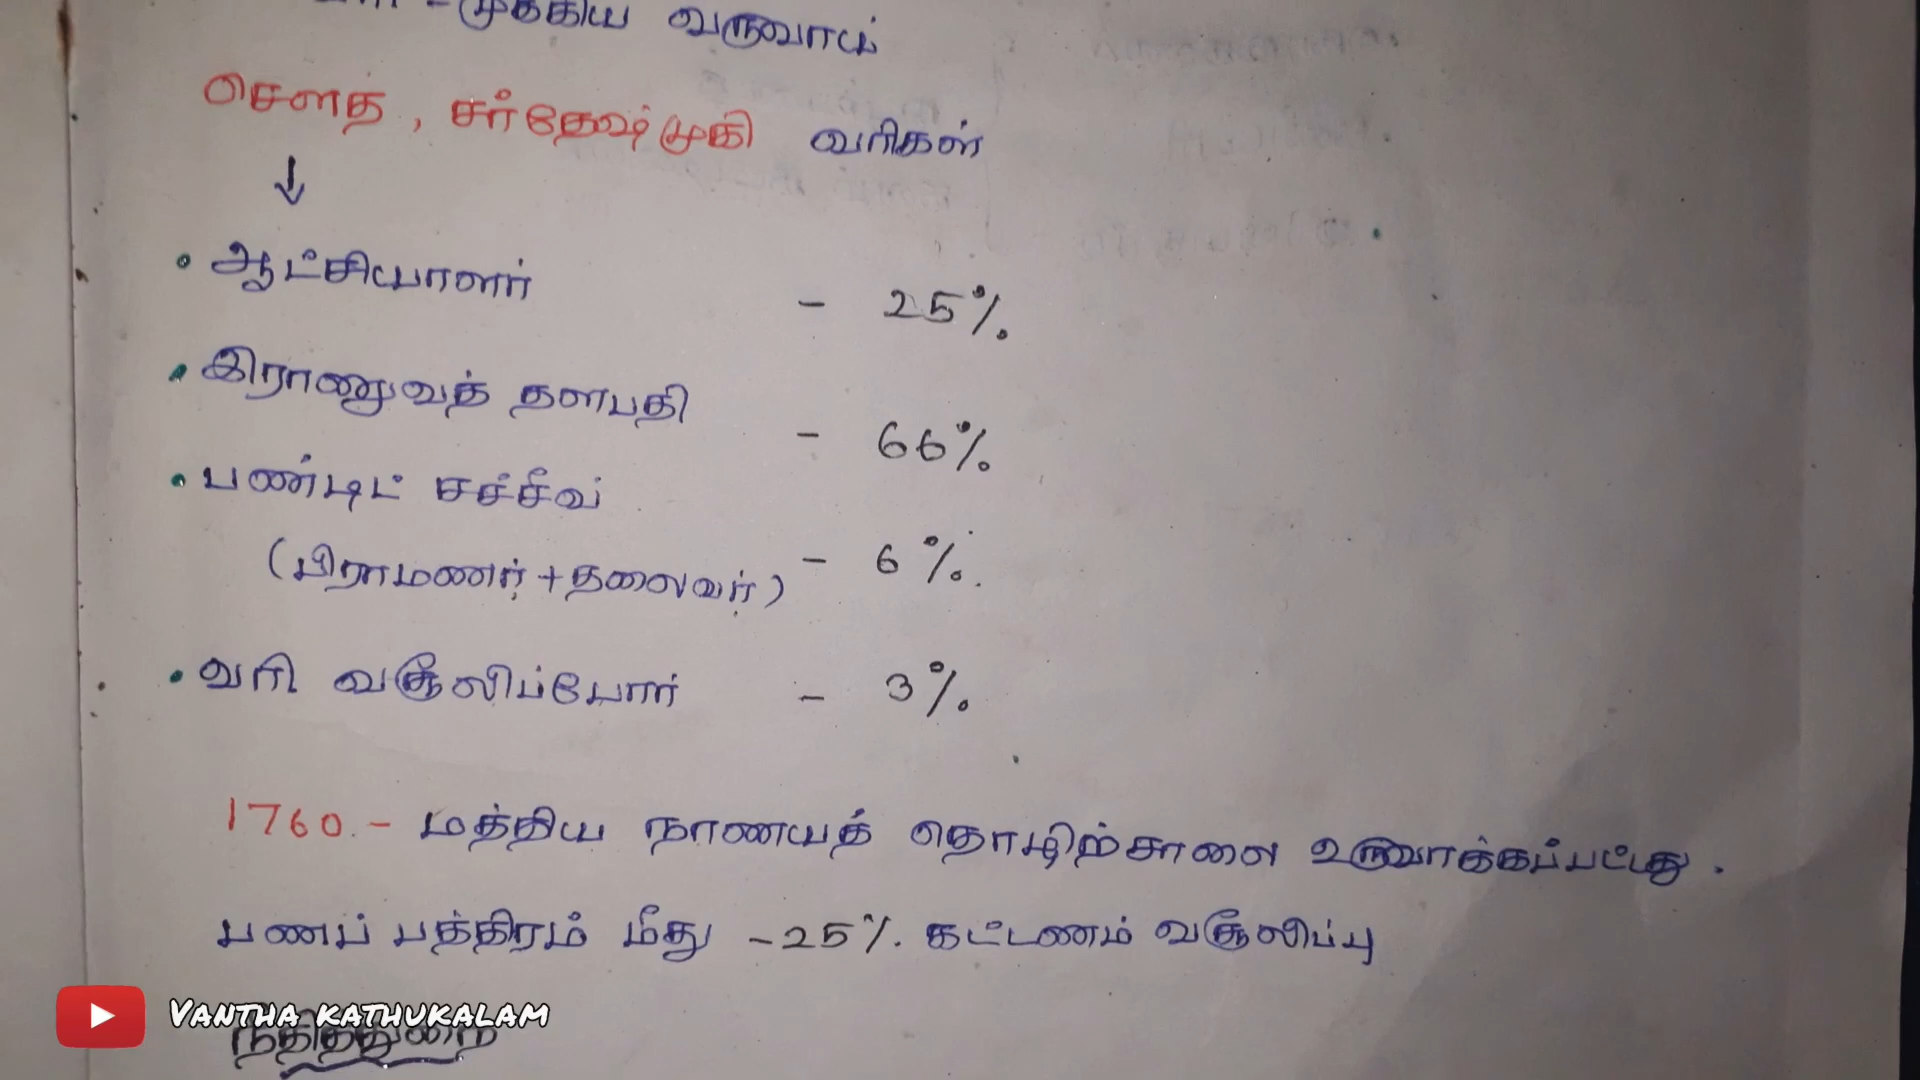 - முக்கிய வருவாய்
சௌத , சர்தேஷ்முகி வரிகள்
↓
• ஆட்சியாளர் - 25%
• இராணுவத் தளபதி - 66%
• பண்டிட் சச்சீவ்
(பிராமணர் + தலைவர்) - 6%.
• வரி வசூலிப்போர் - 3%
1760. - மத்திய நாணயத் தொழிற்சாலை உருவாக்கப்பட்டது.
பணப் பத்திரம் மீது - 25% கட்டணம் வசூலிப்பு
VANTHA KATHUKALAM
நீதித்துறை